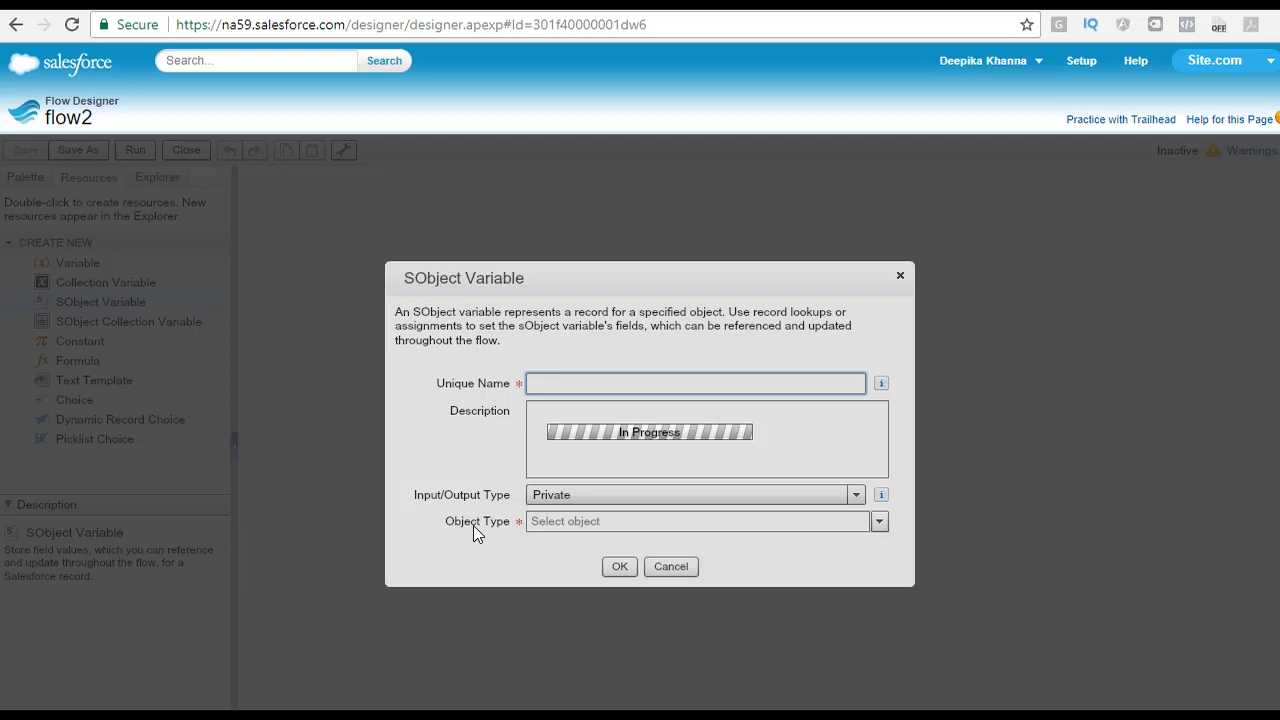 Secure
https://na59.salesforce.com/designer/designer.apexp#Id=301f40000001dw6
G
IQ
A
OFF
salesforce
Search...
Search
Deepika Khanna
Setup
Help
Site.com
Flow Designer
flow2
Practice with Trailhead
Help for this Page
Save
Save As
Run
Close
Inactive
Warnings
Palette
Resources
Explorer
Double-click to create resources. New
resources appear in the Explorer.
CREATE NEW
Variable
Collection Variable
SObject Variable
SObject Collection Variable
Constant
Formula
Text Template
Choice
Dynamic Record Choice
Picklist Choice
Description
SObject Variable
Store field values, which you can reference
and update throughout the flow, for a
Salesforce record.
SObject Variable
An SObject variable represents a record for a specified object. Use record lookups or
assignments to set the sObject variable's fields, which can be referenced and updated
throughout the flow.
Unique Name *
Description
In Progress
Input/Output Type
Private
Object Type *
Select object
OK
Cancel